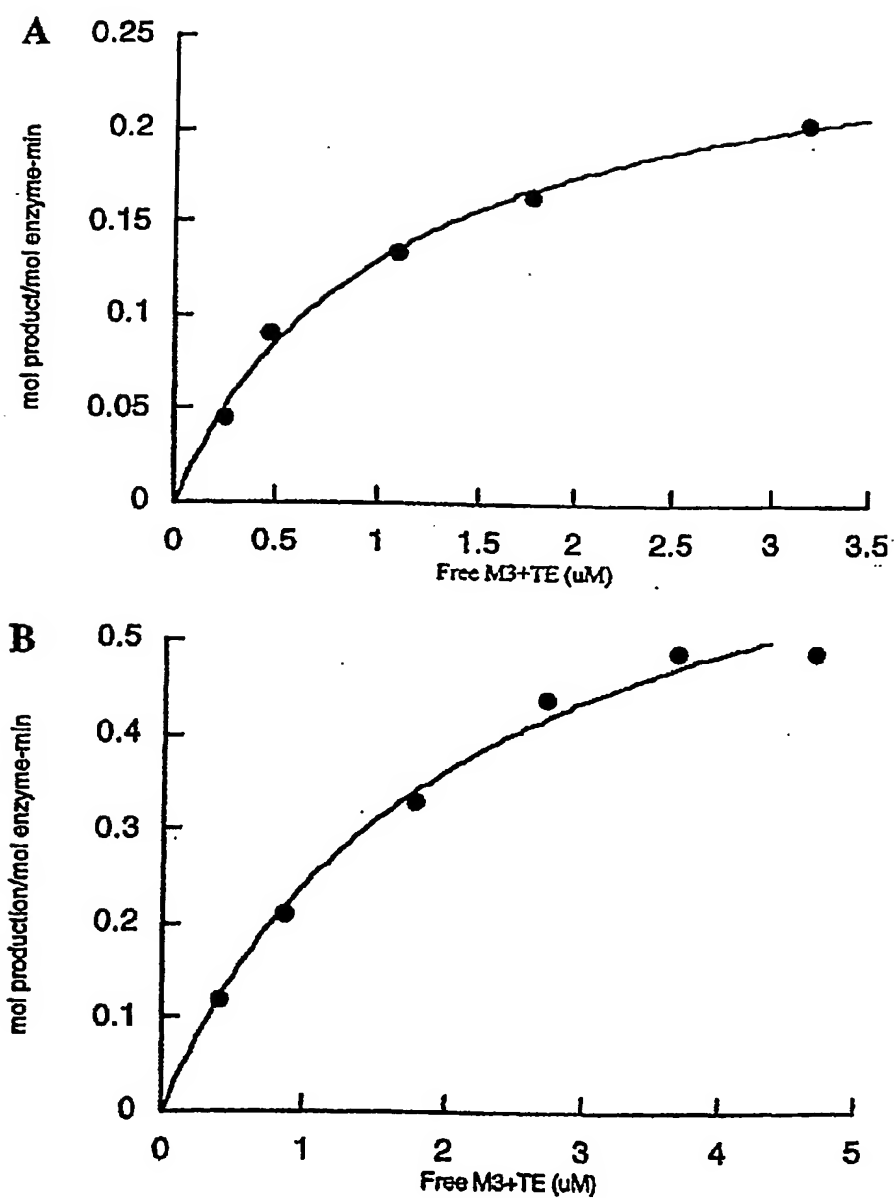 A
0.25
0.2
0.15
0.1
0.05
0
mol product/mol enzyme-min
0 0.5 1 1.5 2 2.5 3 3.5
Free M3+TE (uM)
B
0.5
0.4
0.3
0.2
0.1
0
mol production/mol enzyme-min
0 1 2 3 4 5
Free M3+TE (uM)